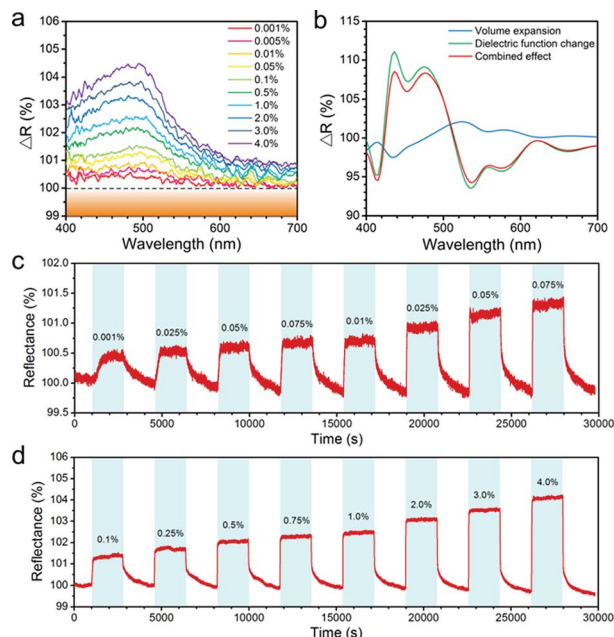 a
106
105
104
103
102
101
100
99
△R (%)
400 500 600 700
Wavelength (nm)
0.001%
0.005%
0.01%
0.05%
0.1%
0.5%
1.0%
2.0%
3.0%
4.0%
b
115
110
105
100
95
90
△R (%)
400 500 600 700
Wavelength (nm)
Volume expansion
Dielectric function change
Combined effect
c
102.0
101.5
101.0
100.5
100.0
99.5
Reflectance (%)
0.001% 0.025% 0.05% 0.075% 0.01% 0.025% 0.05% 0.075%
0 5000 10000 15000 20000 25000 30000
Time (s)
d
106
105
104
103
102
101
100
99
Reflectance (%)
0.1% 0.25% 0.5% 0.75% 1.0% 2.0% 3.0% 4.0%
0 5000 10000 15000 20000 25000 30000
Time (s)